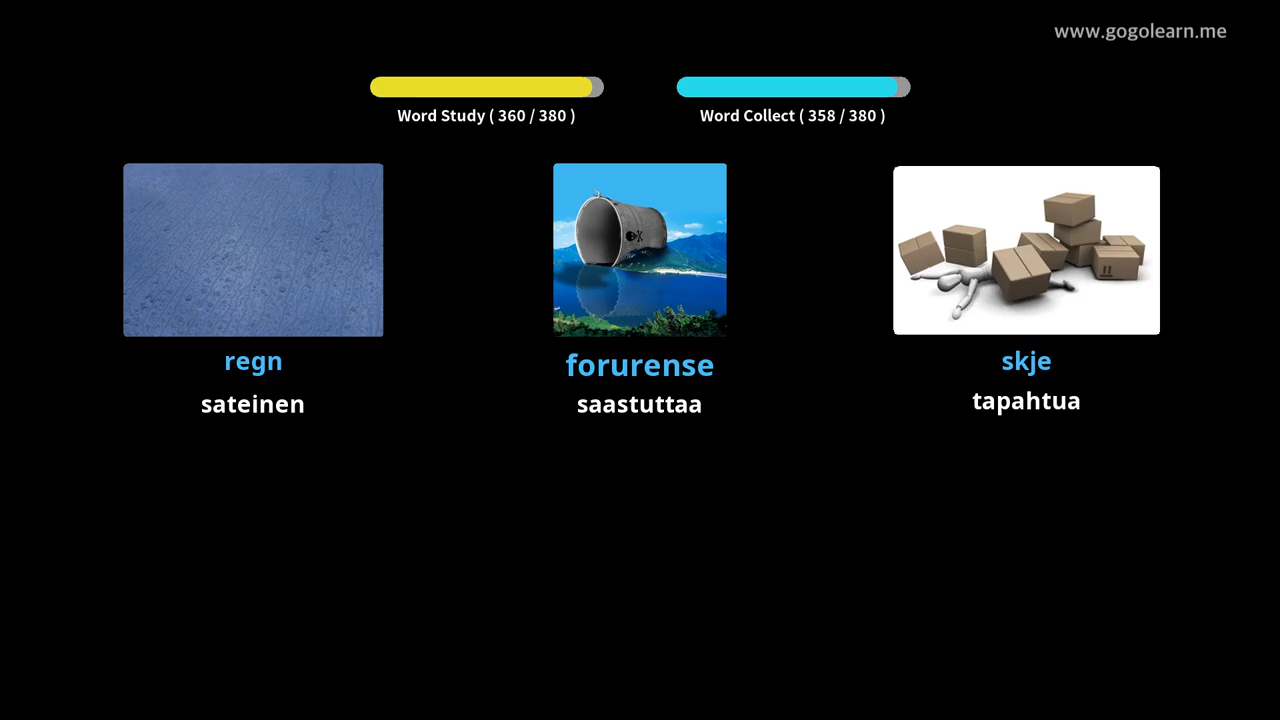 www.gogolearn.me
Word Study ( 360 / 380 )
Word Collect ( 358 / 380 )
regn
sateinen
forurense
saastuttaa
skje
tapahtua